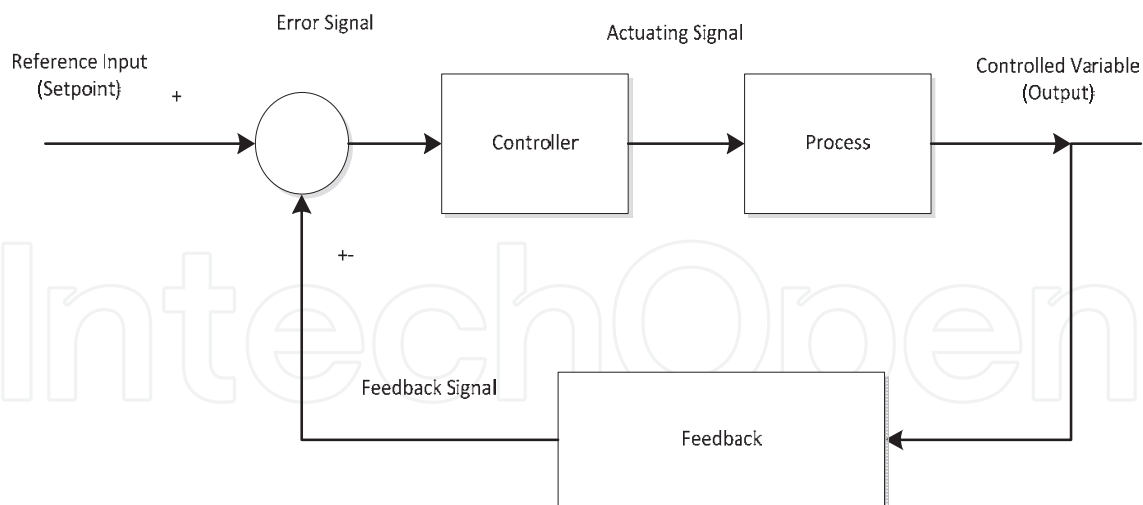 Error Signal
Actuating Signal
Reference Input
(Setpoint)
+
Controlled Variable
(Output)
Controller
Process
+-
IntechOpen
Feedback Signal
Feedback